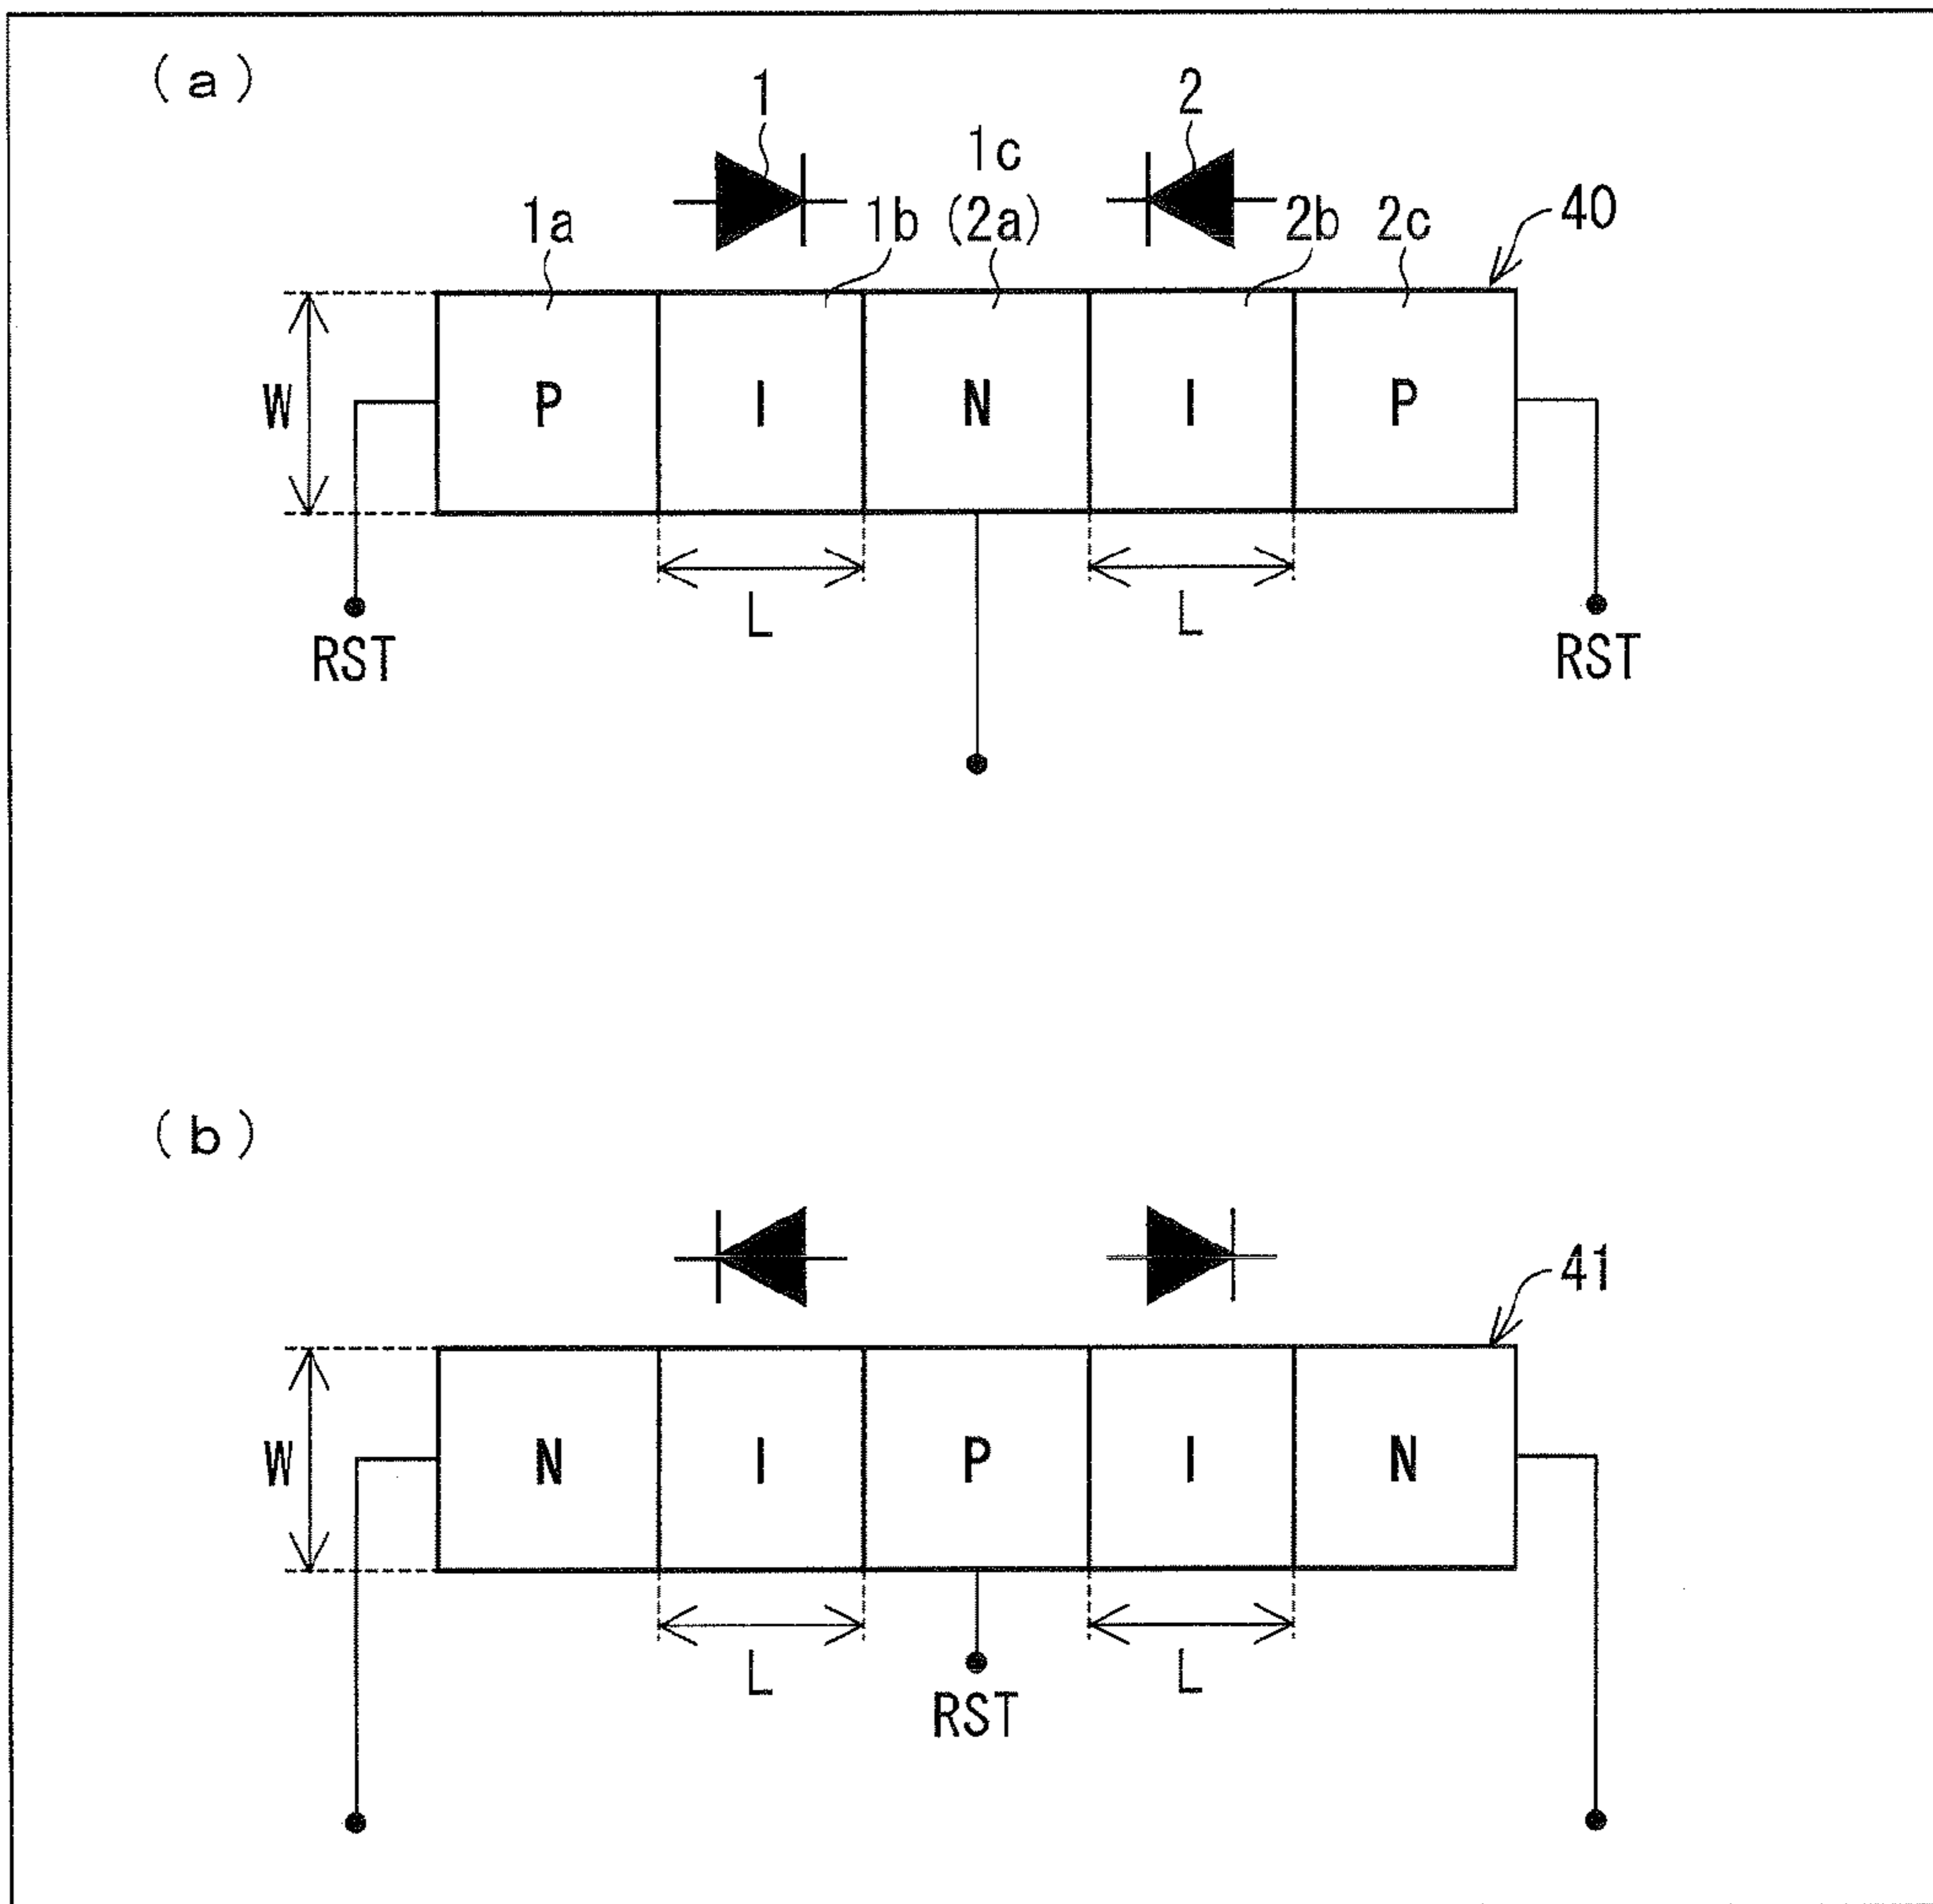 (a)
1 2
1c
1a 1b (2a) 2b 2c 40
W P I N I P
L L
RST RST
(b)
41
W N I P I N
L L
RST